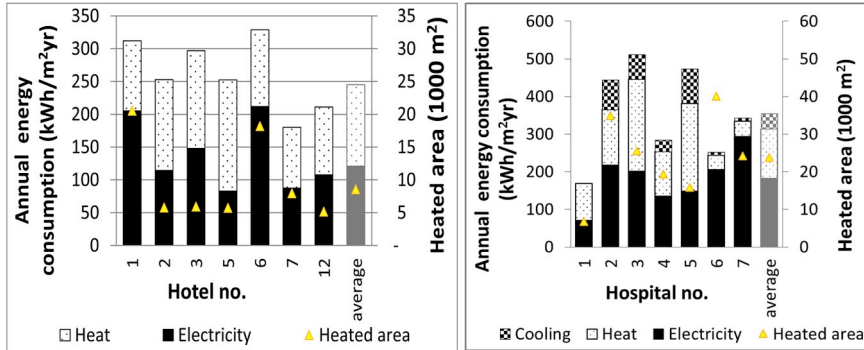 Annual energy
consumption (kWh/m²yr)
350
300
250
200
150
100
50
0
35
30
25
20
15
10
5
-
Heated area (1000 m²)
1
2
3
5
6
7
12
average
Hotel no.
Heat
Electricity
Heated area
Annual energy consumption
(kWh/m²yr)
600
500
400
300
200
100
0
60
50
40
30
20
10
0
Heated area (1000 m²)
1
2
3
4
5
6
7
average
Hospital no.
Cooling
Heat
Electricity
Heated area